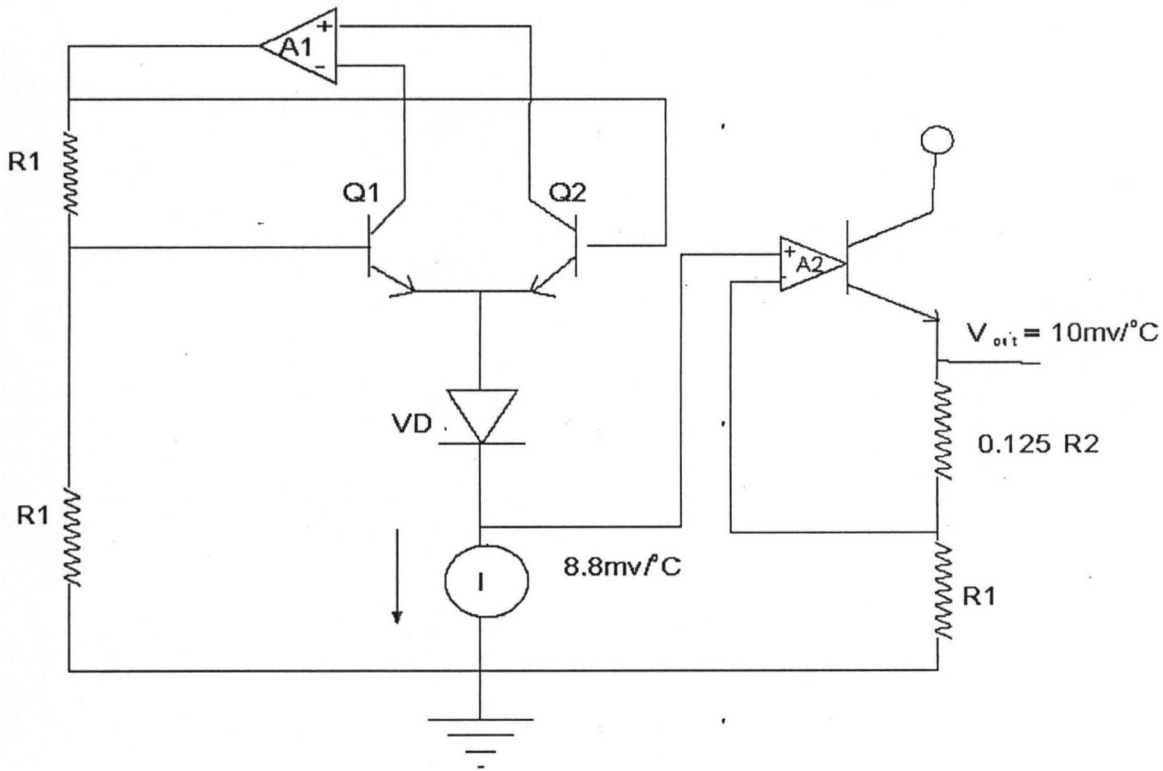 +
A1
-
R1
Q1
Q2
+
A2
-
Vout = 10mv/°C
VD
0.125 R2
R1
8.8mv/°C
I
R1